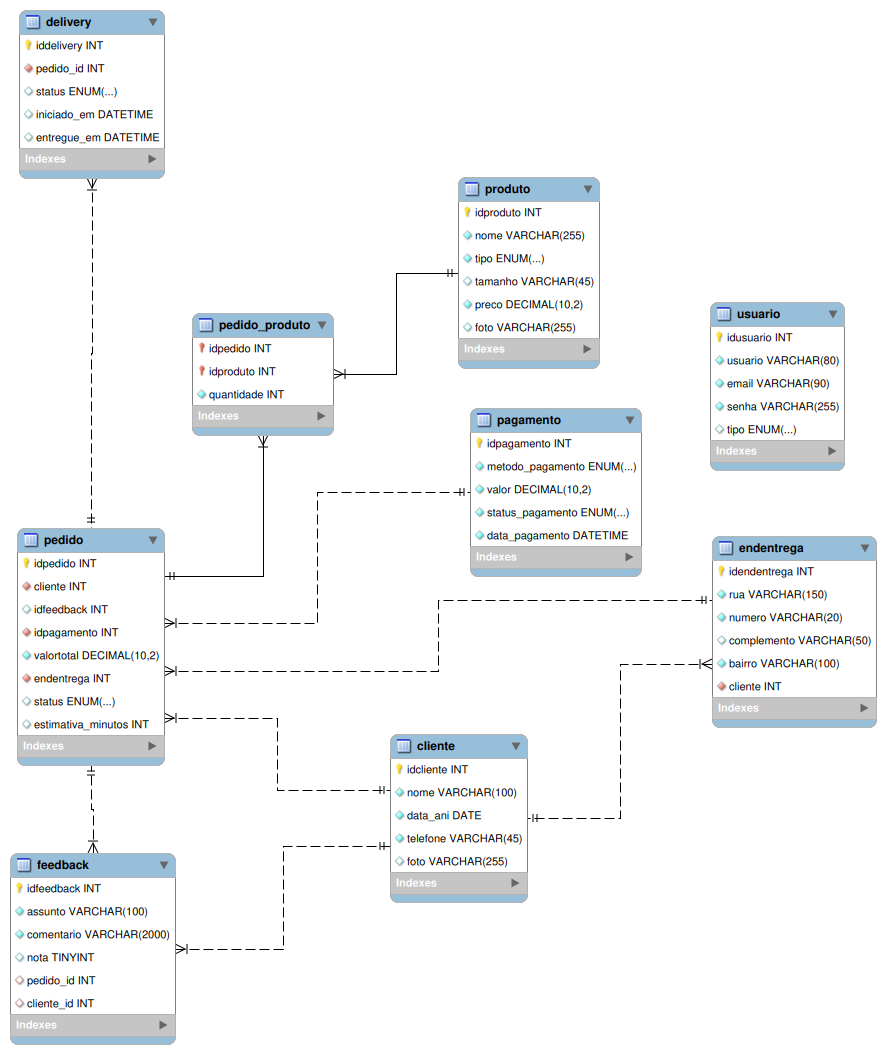 delivery
iddelivery INT
pedido_id INT
status ENUM(...)
iniciado_em DATETIME
entregue_em DATETIME
Indexes
produto
idproduto INT
nome VARCHAR(255)
tipo ENUM(...)
tamanho VARCHAR(45)
preco DECIMAL(10,2)
foto VARCHAR(255)
Indexes
pedido_produto
idpedido INT
idproduto INT
quantidade INT
Indexes
usuario
idusuario INT
usuario VARCHAR(80)
email VARCHAR(90)
senha VARCHAR(255)
tipo ENUM(...)
Indexes
pagamento
idpagamento INT
metodo_pagamento ENUM(...)
valor DECIMAL(10,2)
status_pagamento ENUM(...)
data_pagamento DATETIME
Indexes
pedido
idpedido INT
cliente INT
idfeedback INT
idpagamento INT
valortotal DECIMAL(10,2)
endentrega INT
status ENUM(...)
estimativa_minutos INT
Indexes
endentrega
idendentrega INT
rua VARCHAR(150)
numero VARCHAR(20)
complemento VARCHAR(50)
bairro VARCHAR(100)
cliente INT
Indexes
cliente
idcliente INT
nome VARCHAR(100)
data_ani DATE
telefone VARCHAR(45)
foto VARCHAR(255)
Indexes
feedback
idfeedback INT
assunto VARCHAR(100)
comentario VARCHAR(2000)
nota TINYINT
pedido_id INT
cliente_id INT
Indexes